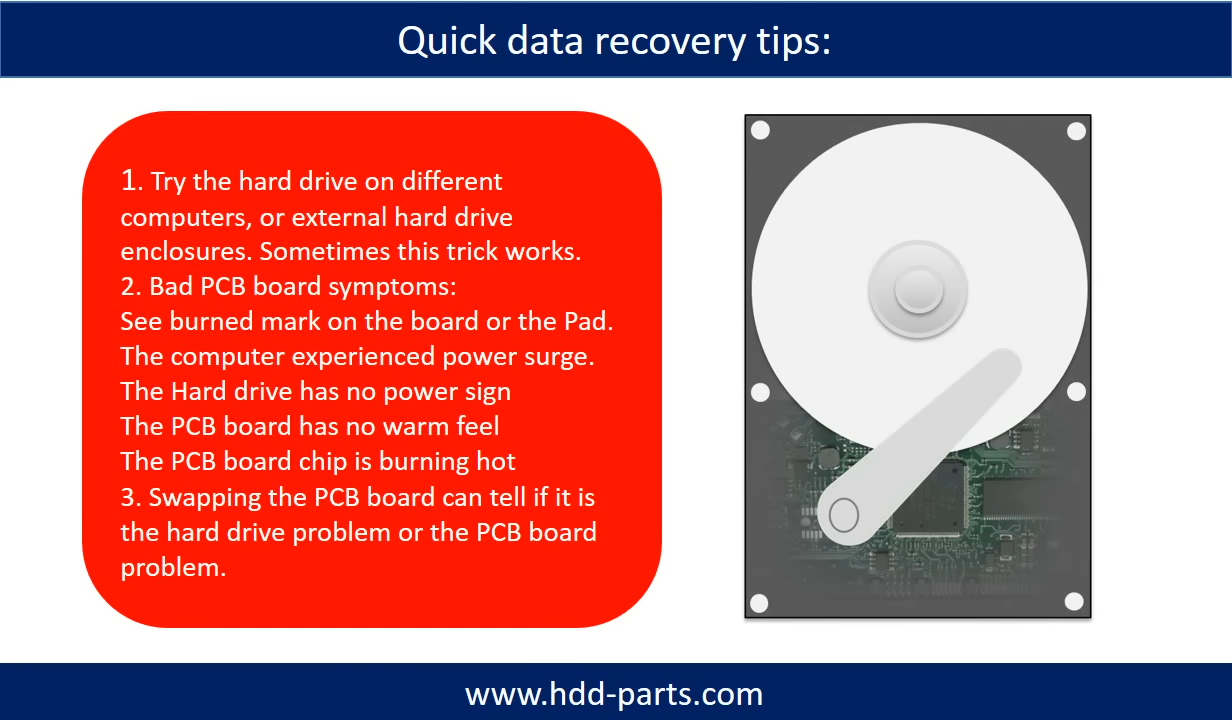 Quick data recovery tips:
1. Try the hard drive on different
computers, or external hard drive
enclosures. Sometimes this trick works.
2. Bad PCB board symptoms:
See burned mark on the board or the Pad.
The computer experienced power surge.
The Hard drive has no power sign
The PCB board has no warm feel
The PCB board chip is burning hot
3. Swapping the PCB board can tell if it is
the hard drive problem or the PCB board
problem.
www.hdd-parts.com